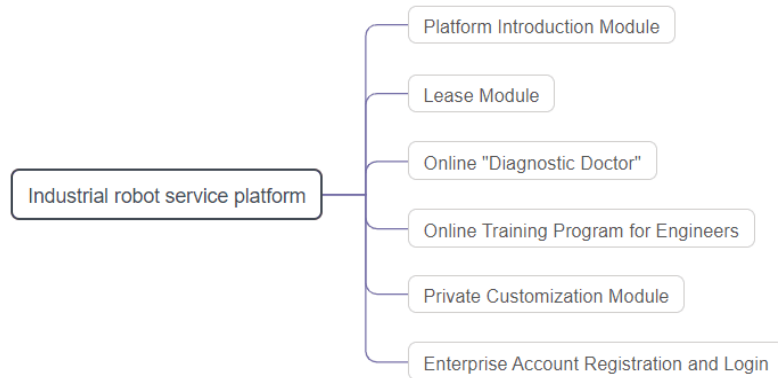 Platform Introduction Module
Lease Module
Online "Diagnostic Doctor"
Industrial robot service platform
Online Training Program for Engineers
Private Customization Module
Enterprise Account Registration and Login